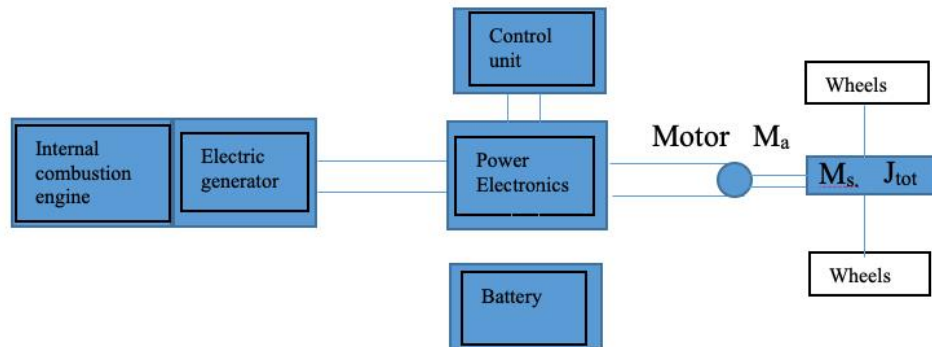 Control
unit
Wheels
Internal
combustion
engine
Electric
generator
Power
Electronics
Motor Mₐ
Mₛ. Jₜₒₜ
Battery
Wheels